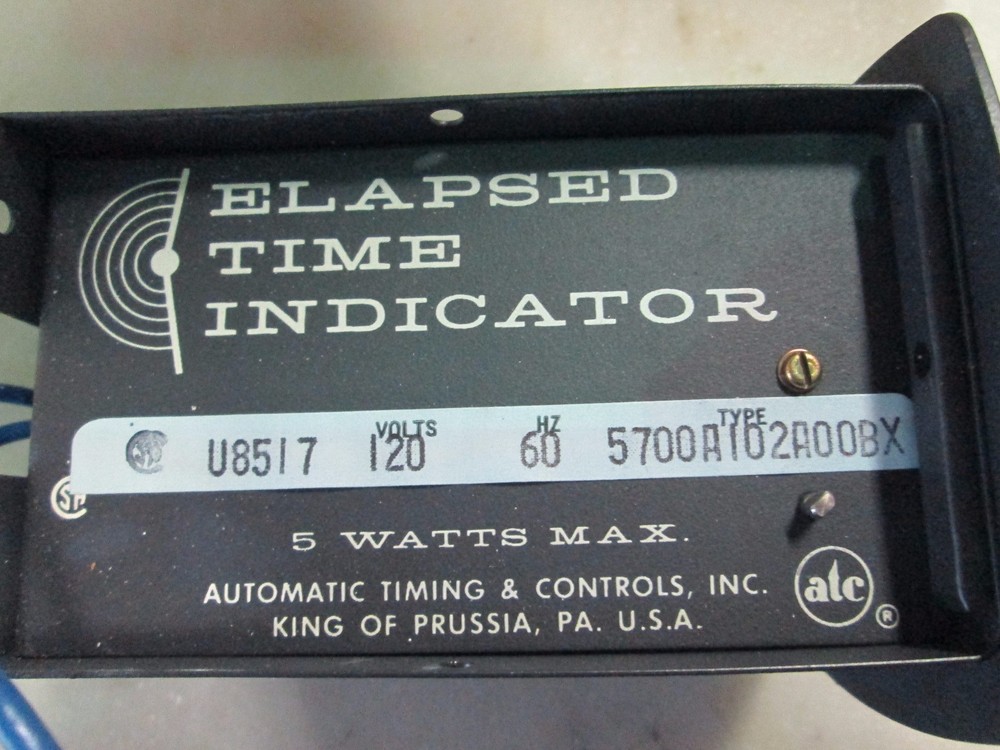 ELAPSED
TIME
INDICATOR
VOLTS HZ TYPE
U8517 120 60 5700A102A00BX
SA
5 WATTS MAX.
AUTOMATIC TIMING & CONTROLS, INC.
KING OF PRUSSIA, PA. U.S.A.
atc ®